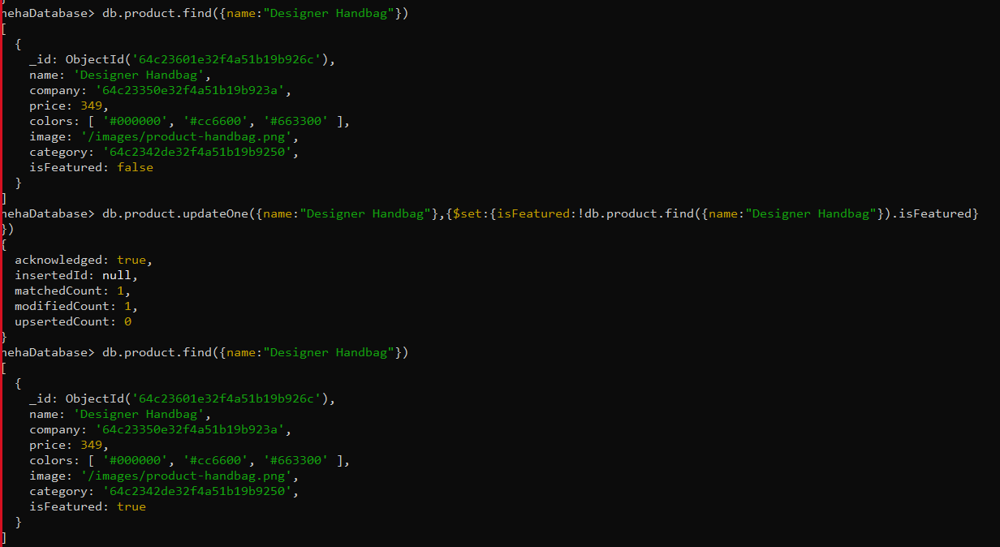 nehaDatabase> db.product.find({name:"Designer Handbag"})
[
  {
    _id: ObjectId('64c23601e32f4a51b19b926c'),
    name: 'Designer Handbag',
    company: '64c23350e32f4a51b19b923a',
    price: 349,
    colors: [ '#000000', '#cc6600', '#663300' ],
    image: '/images/product-handbag.png',
    category: '64c2342de32f4a51b19b9250',
    isFeatured: false
  }
]
nehaDatabase> db.product.updateOne({name:"Designer Handbag"},{$set:{isFeatured:!db.product.find({name:"Designer Handbag"}).isFeatured}
})
{
  acknowledged: true,
  insertedId: null,
  matchedCount: 1,
  modifiedCount: 1,
  upsertedCount: 0
}
nehaDatabase> db.product.find({name:"Designer Handbag"})
[
  {
    _id: ObjectId('64c23601e32f4a51b19b926c'),
    name: 'Designer Handbag',
    company: '64c23350e32f4a51b19b923a',
    price: 349,
    colors: [ '#000000', '#cc6600', '#663300' ],
    image: '/images/product-handbag.png',
    category: '64c2342de32f4a51b19b9250',
    isFeatured: true
  }
]